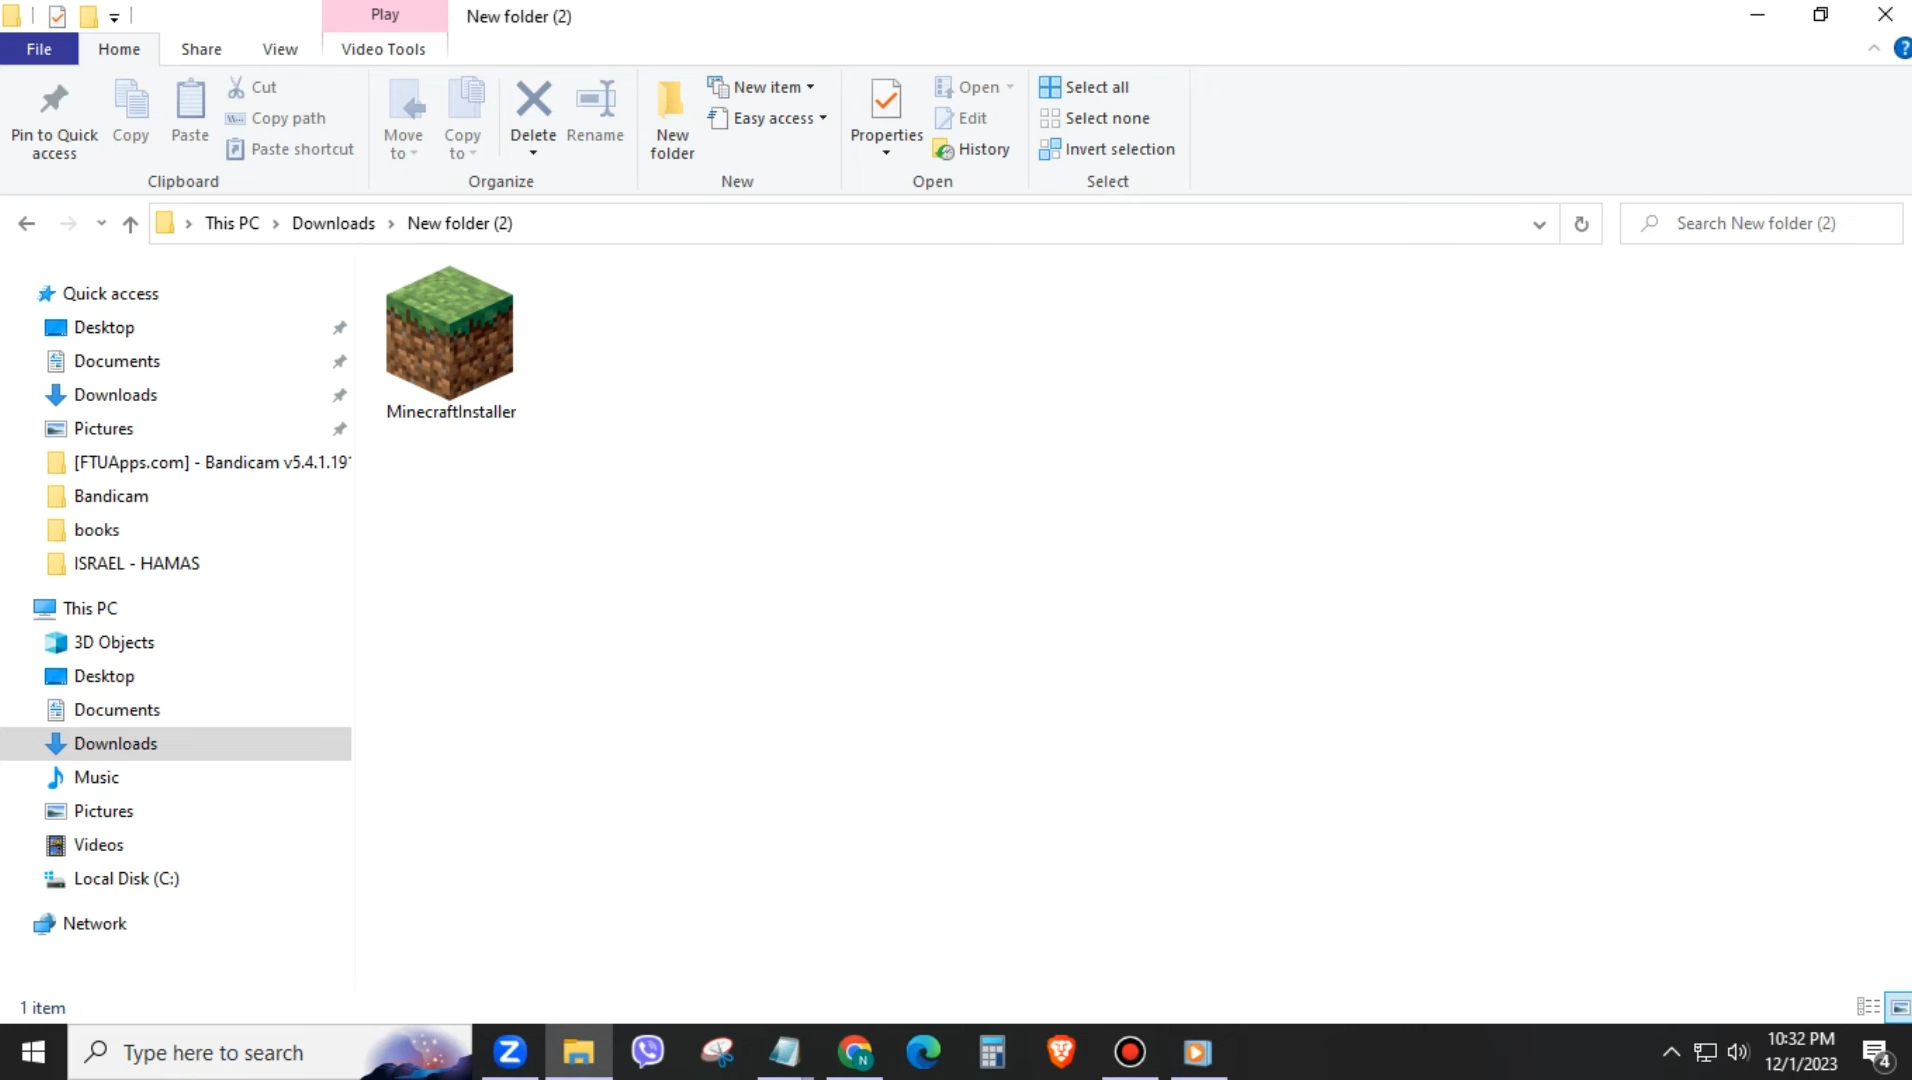 Play
New folder (2)
File
Home
Share
View
Video Tools
?
Pin to Quick
access
Copy
Paste
Cut
Copy path
Paste shortcut
Clipboard
Move
to
Copy
to
Delete
Rename
Organize
New
folder
New item
Easy access
New
Properties
Open
Edit
History
Open
Select all
Select none
Invert selection
Select
This PC
Downloads
New folder (2)
Search New folder (2)
Quick access
Desktop
Documents
Downloads
Pictures
[FTUApps.com] - Bandicam v5.4.1.191
Bandicam
books
ISRAEL - HAMAS
This PC
3D Objects
Desktop
Documents
Downloads
Music
Pictures
Videos
Local Disk (C:)
Network
MinecraftInstaller
1 item
Type here to search
Z
N
10:32 PM
12/1/2023
4